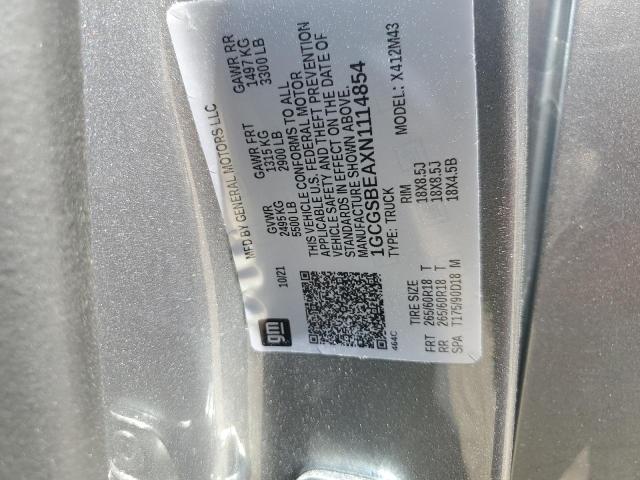 gm
MFD BY GENERAL MOTORS LLC
10/21
GVWR GAWR FRT GAWR RR
2495 KG 1315 KG 1497 KG
5500 LB 2900 LB 3300 LB
THIS VEHICLE CONFORMS TO ALL
APPLICABLE U.S. FEDERAL MOTOR
VEHICLE SAFETY AND THEFT PREVENTION
STANDARDS IN EFFECT ON THE DATE OF
MANUFACTURE SHOWN ABOVE.
1GCGSBEAXN1114854
464C
TYPE: TRUCK MODEL: X412M43
TIRE SIZE RIM
FRT 265/60R18 T 18X8.5J
RR 265/60R18 T 18X8.5J
SPA T175/90D18 M 18X4.5B